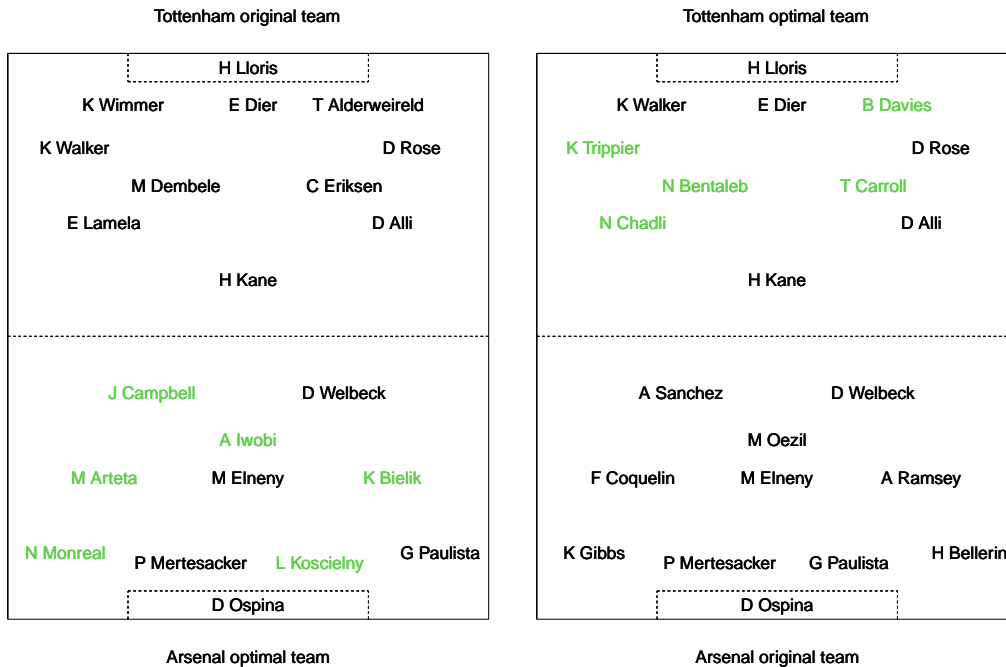 Tottenham original team
H Lloris
K Wimmer E Dier T Alderweireld
K Walker D Rose
M Dembele C Eriksen
E Lamela D Alli
H Kane
J Campbell D Welbeck
A Iwobi
M Arteta M Elneny K Bielik
N Monreal P Mertesacker L Koscielny G Paulista
D Ospina
Arsenal optimal team
Tottenham optimal team
H Lloris
K Walker E Dier B Davies
K Trippier D Rose
N Bentaleb T Carroll
N Chadli D Alli
H Kane
A Sanchez D Welbeck
M Oezil
F Coquelin M Elneny A Ramsey
K Gibbs P Mertesacker G Paulista H Bellerin
D Ospina
Arsenal original team